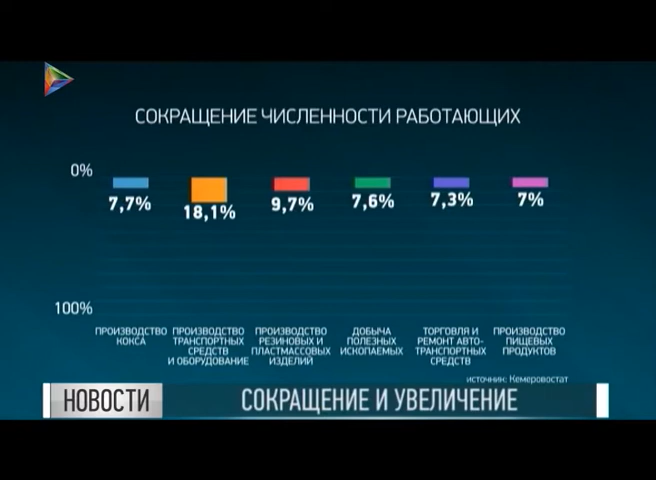 СОКРАЩЕНИЕ ЧИСЛЕННОСТИ РАБОТАЮЩИХ
0%
7,7%
18,1%
9,7%
7,6%
7,3%
7%
100%
ПРОИЗВОДСТВО
КОКСА
ПРОИЗВОДСТВО
ТРАНСПОРТНЫХ
СРЕДСТВ
И ОБОРУДОВАНИЕ
ПРОИЗВОДСТВО
РЕЗИНОВЫХ И
ПЛАСТМАССОВЫХ
ИЗДЕЛИЙ
ДОБЫЧА
ПОЛЕЗНЫХ
ИСКОПАЕМЫХ
ТОРГОВЛЯ И
РЕМОНТ АВТО-
ТРАНСПОРТНЫХ
СРЕДСТВ
ПРОИЗВОДСТВО
ПИЩЕВЫХ
ПРОДУКТОВ
источник: Кемеровостат
НОВОСТИ
СОКРАЩЕНИЕ И УВЕЛИЧЕНИЕ